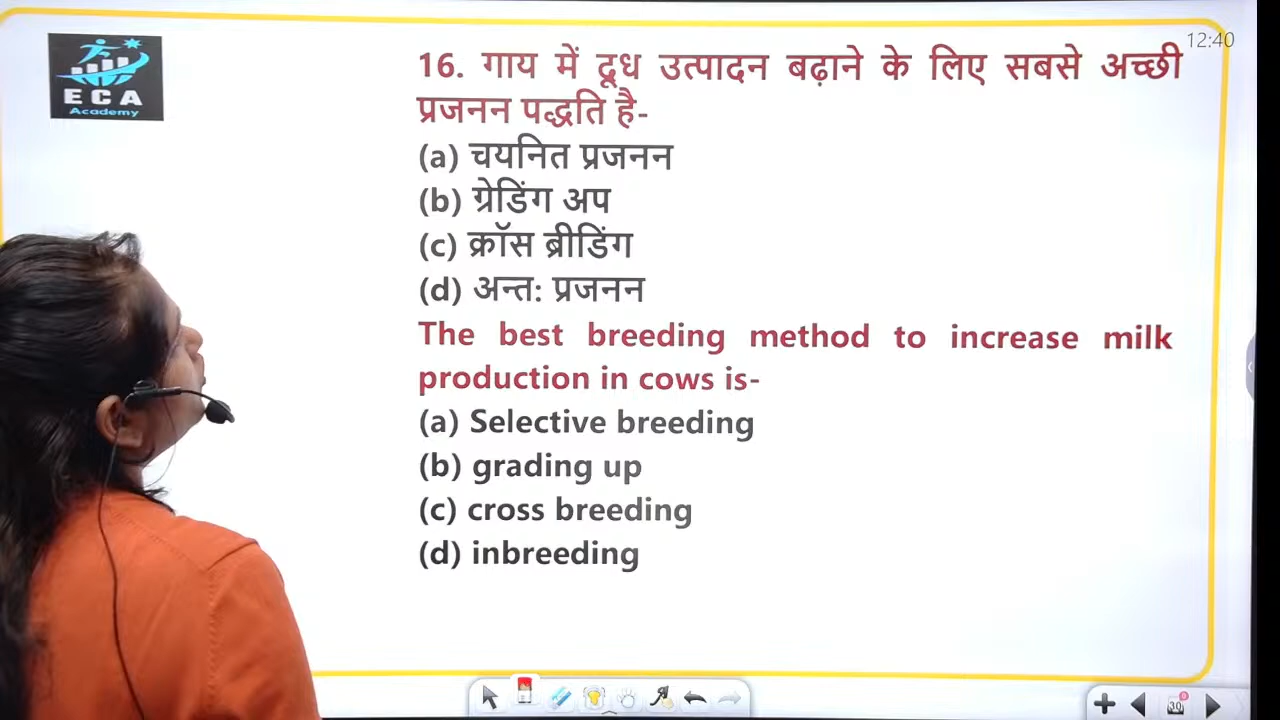 12:40
ECA
Academy
16. गाय में दूध उत्पादन बढ़ाने के लिए सबसे अच्छी
प्रजनन पद्धति है-
(a) चयनित प्रजनन
(b) ग्रेडिंग अप
(c) क्रॉस ब्रीडिंग
(d) अन्त: प्रजनन
The best breeding method to increase milk
production in cows is-
(a) Selective breeding
(b) grading up
(c) cross breeding
(d) inbreeding
30